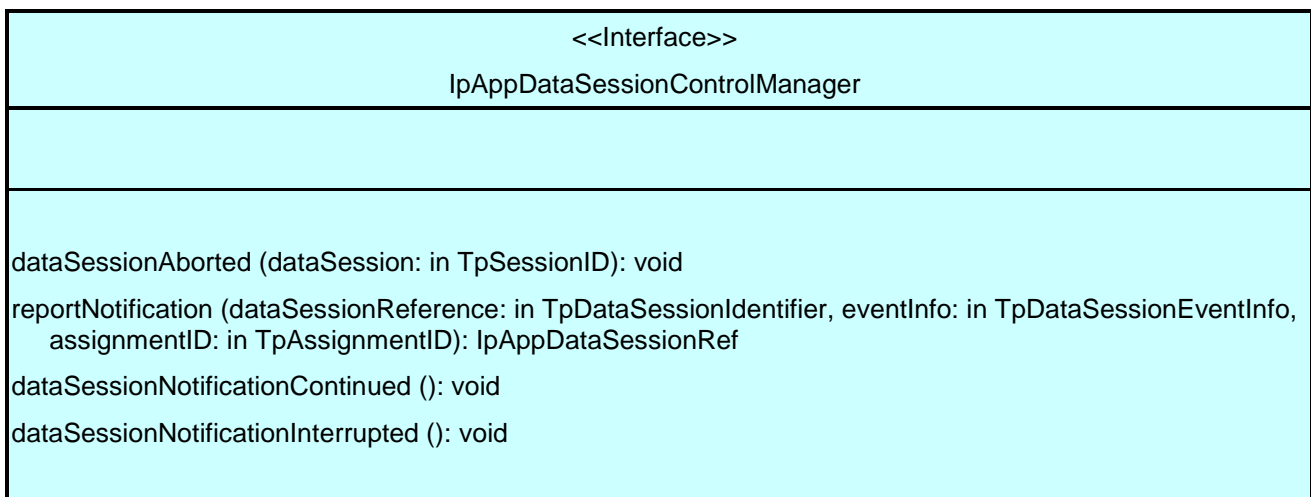 <<Interface>>
IpAppDataSessionControlManager
dataSessionAborted (dataSession: in TpSessionID): void
reportNotification (dataSessionReference: in TpDataSessionIdentifier, eventInfo: in TpDataSessionEventInfo,
assignmentID: in TpAssignmentID): IpAppDataSessionRef
dataSessionNotificationContinued (): void
dataSessionNotificationInterrupted (): void